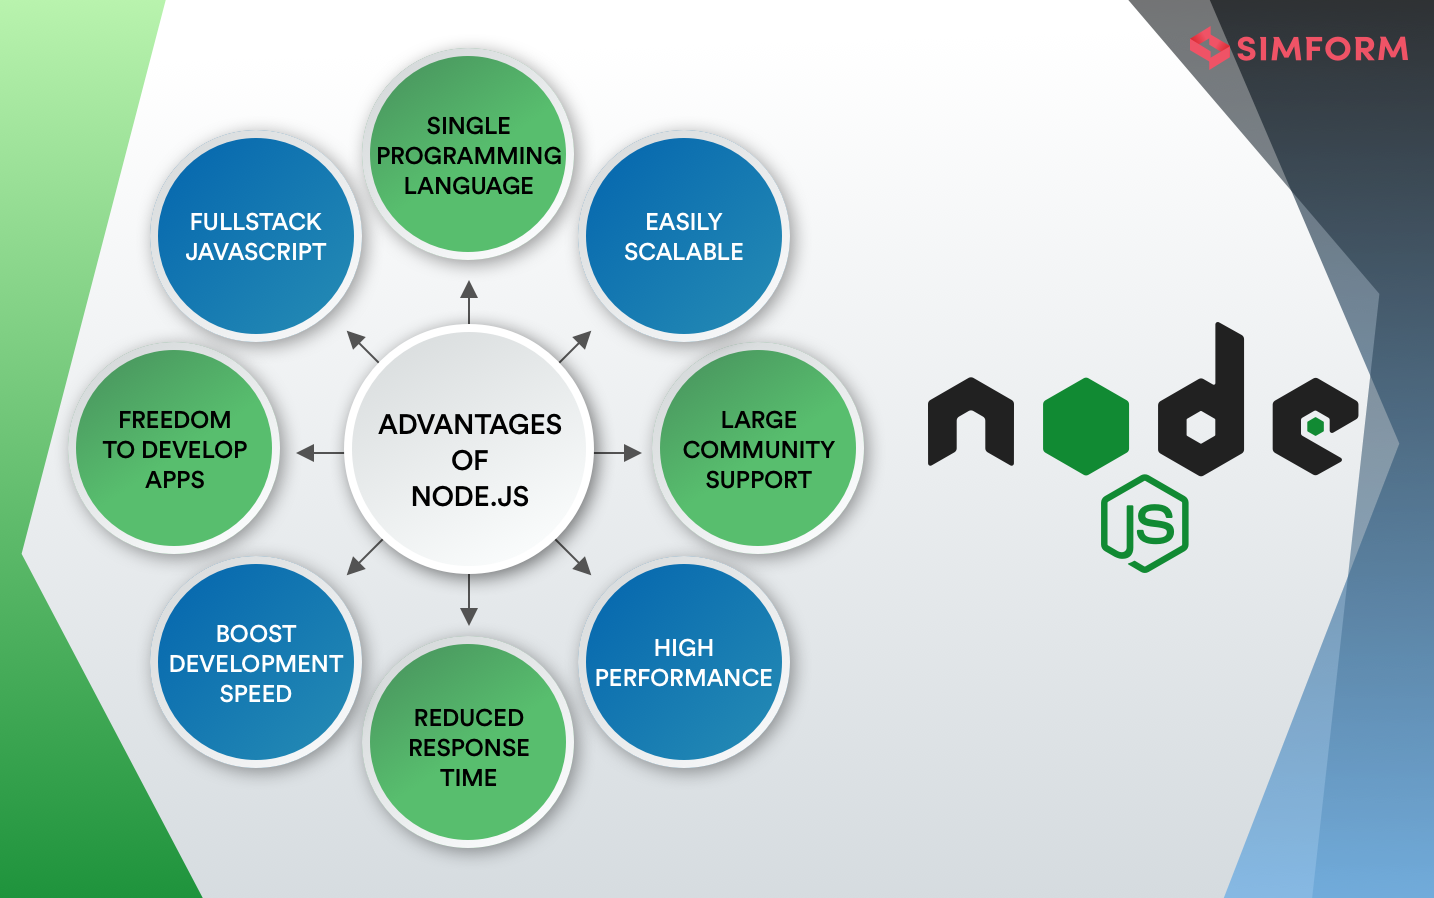 SIMFORM
SINGLE
PROGRAMMING
LANGUAGE
EASILY
SCALABLE
LARGE
COMMUNITY
SUPPORT
HIGH
PERFORMANCE
REDUCED
RESPONSE
TIME
BOOST
DEVELOPMENT
SPEED
FREEDOM
TO DEVELOP
APPS
FULLSTACK
JAVASCRIPT
ADVANTAGES
OF
NODE.JS
node
JS